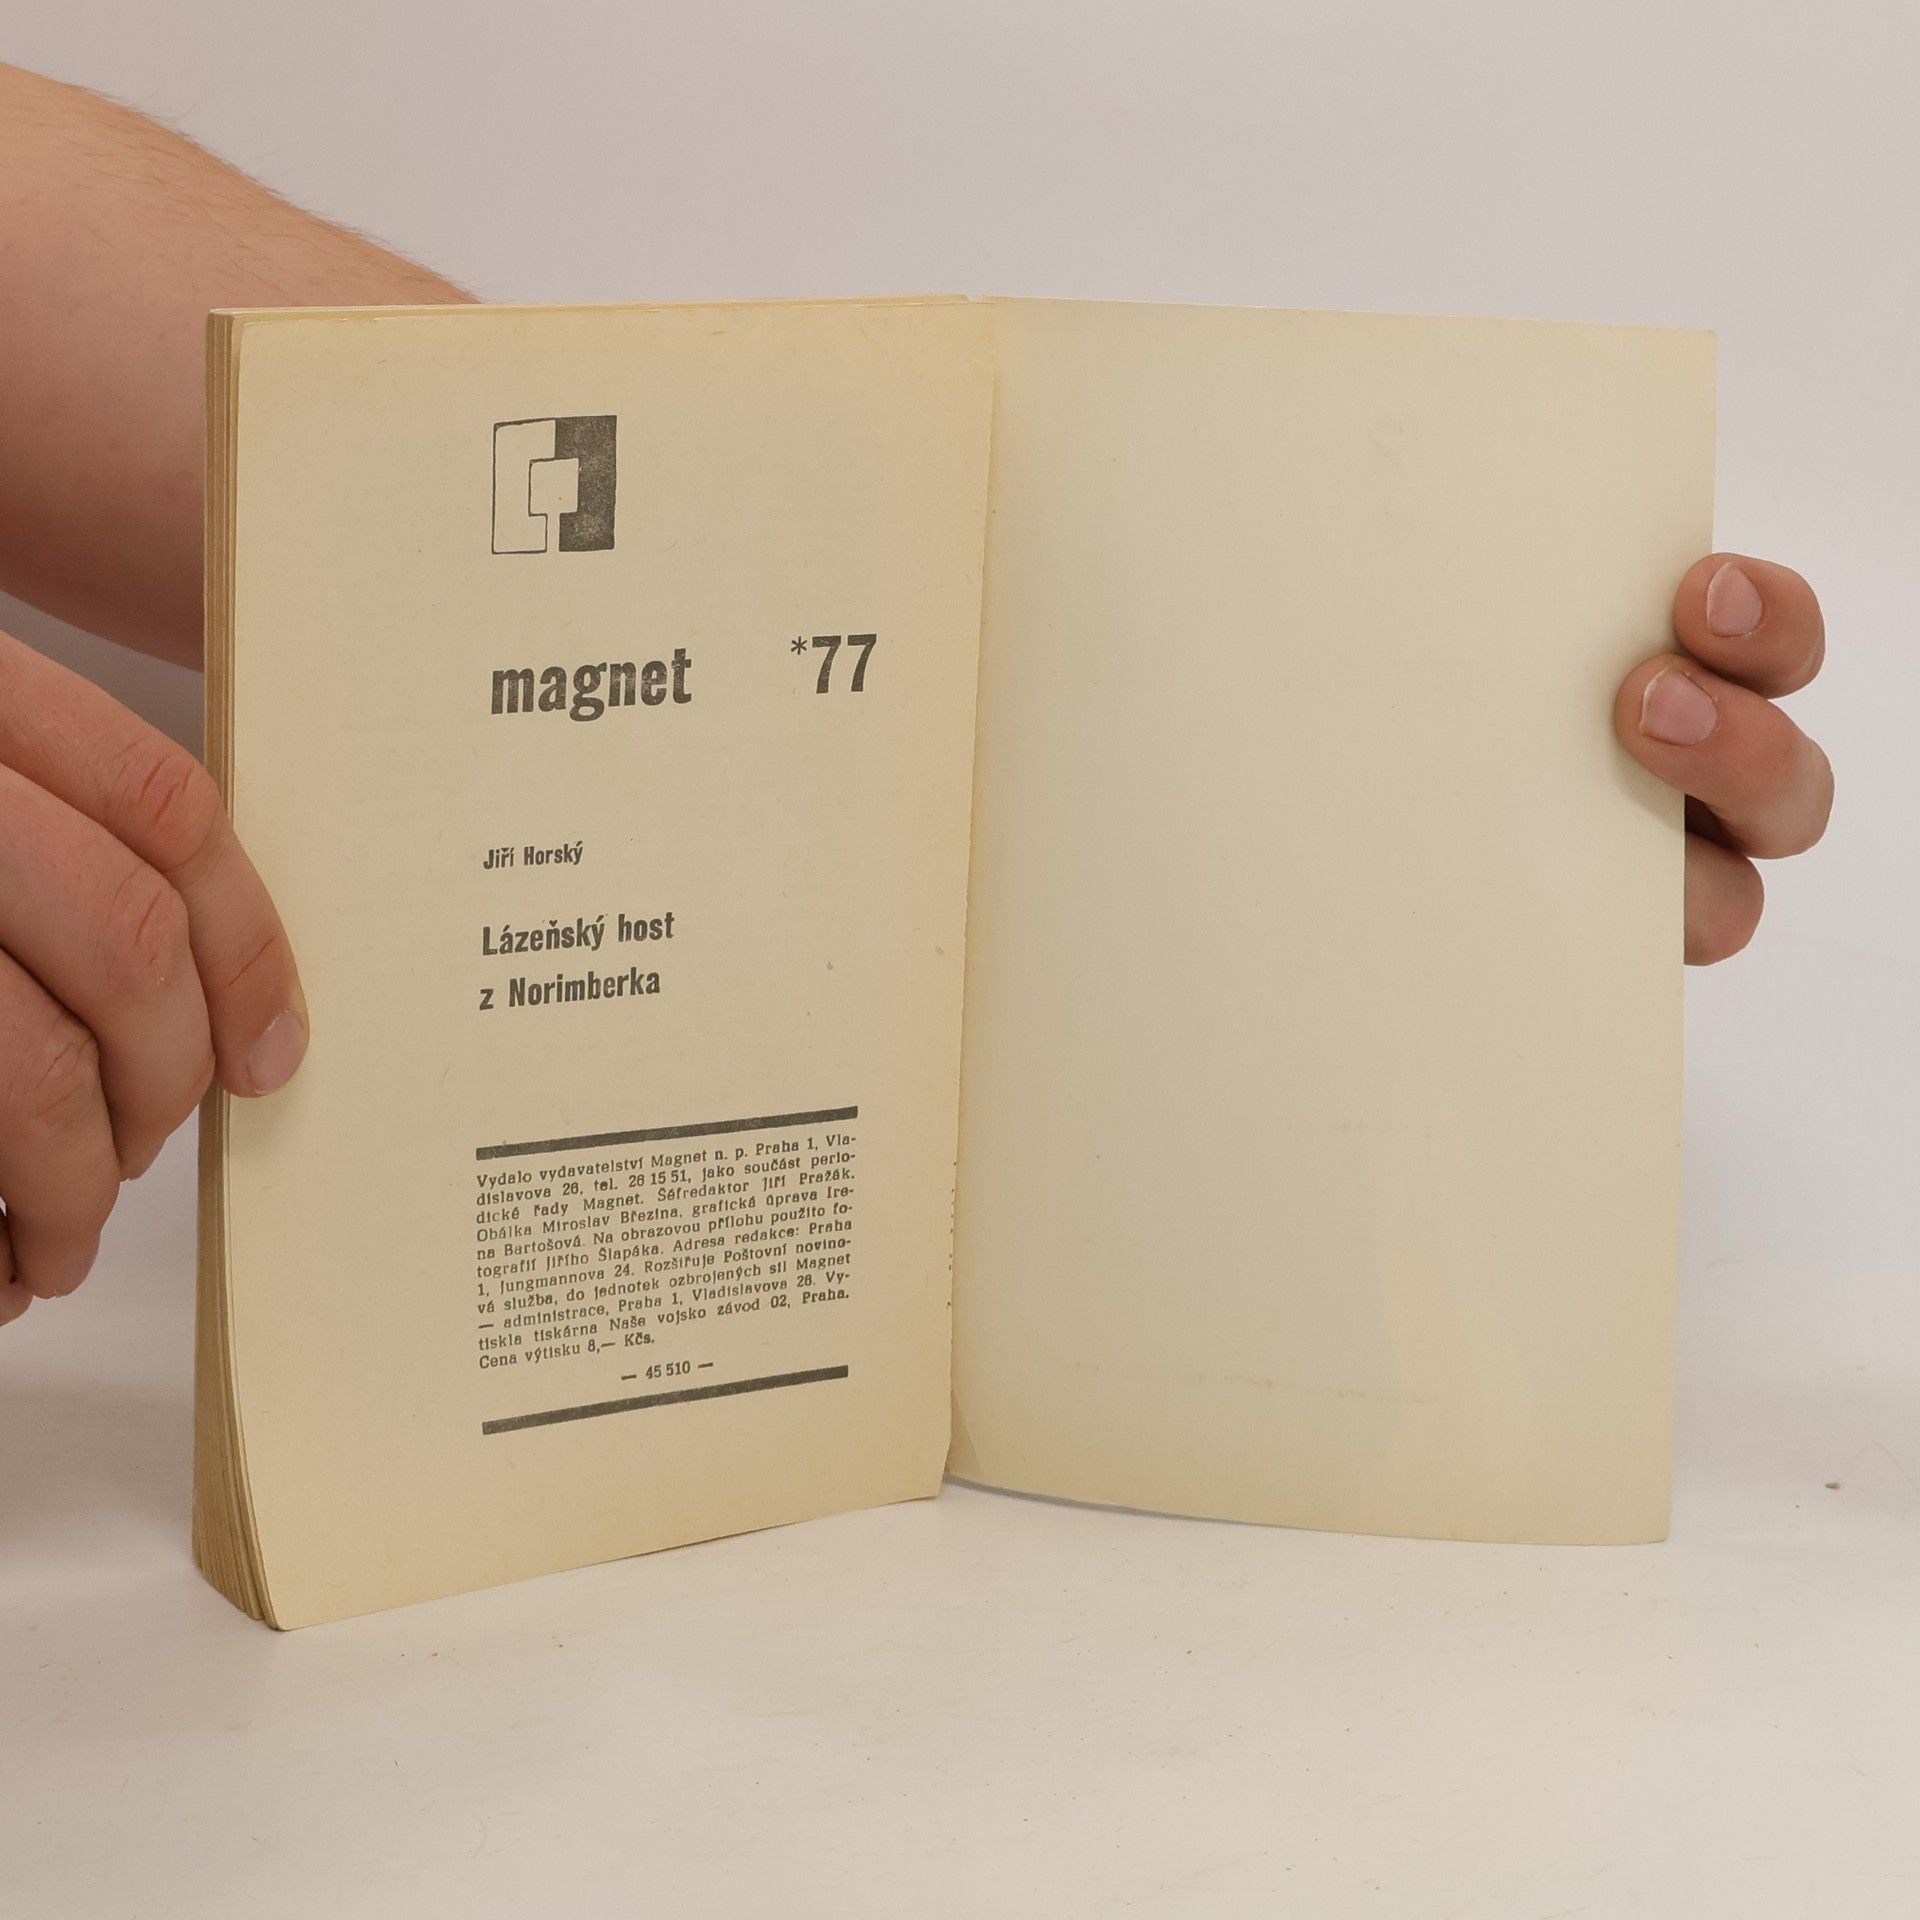 magnet *77
Jiří Horský
Lázeňský host
z Norimberka
Vydalo vydavatelství Magnet n. p. Praha 1, Vla-
dislavova 26, tel. 26 15 51, jako součást perio-
dické řady Magnet. Šéfredaktor Jiří Pražák.
Obálka Miroslav Březina, grafická úprava Ire-
na Bartošová. Na obrazovou přílohu použito fo-
tografií Jiřího Šlapáka. Adresa redakce: Praha
1, Jungmannova 24. Rozšiřuje Poštovní novino-
vá služba, do jednotek ozbrojených sil Magnet
— administrace, Praha 1, Vladislavova 26. Vy-
tiskla tiskárna Naše vojsko závod 02, Praha.
Cena výtisku 8,— Kčs.
— 45 510 —